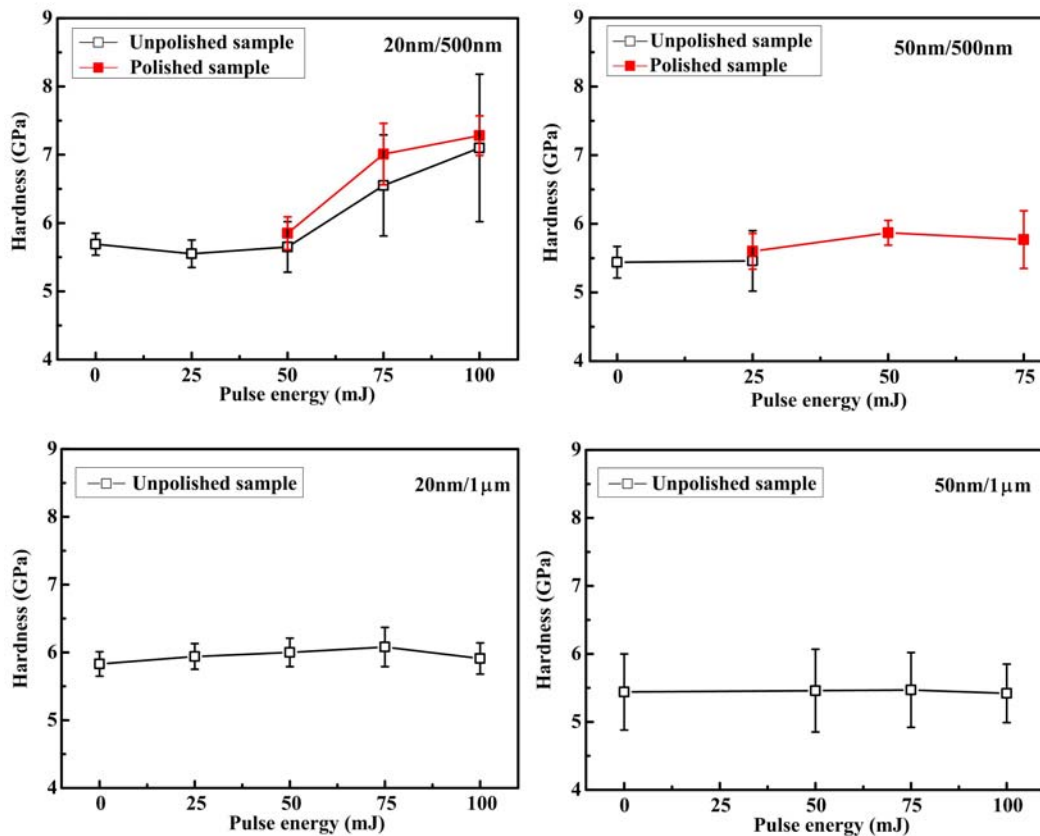 9
8
7
6
5
4
Hardness (GPa)
Unpolished sample
Polished sample
20nm/500nm
0 25 50 75 100
Pulse energy (mJ)
9
8
7
6
5
4
Hardness (GPa)
Unpolished sample
Polished sample
50nm/500nm
0 25 50 75
Pulse energy (mJ)
9
8
7
6
5
4
Hardness (GPa)
Unpolished sample
20nm/1μm
0 25 50 75 100
Pulse energy (mJ)
9
8
7
6
5
4
Hardness (GPa)
Unpolished sample
50nm/1μm
0 50 75 100
Pulse energy (mJ)